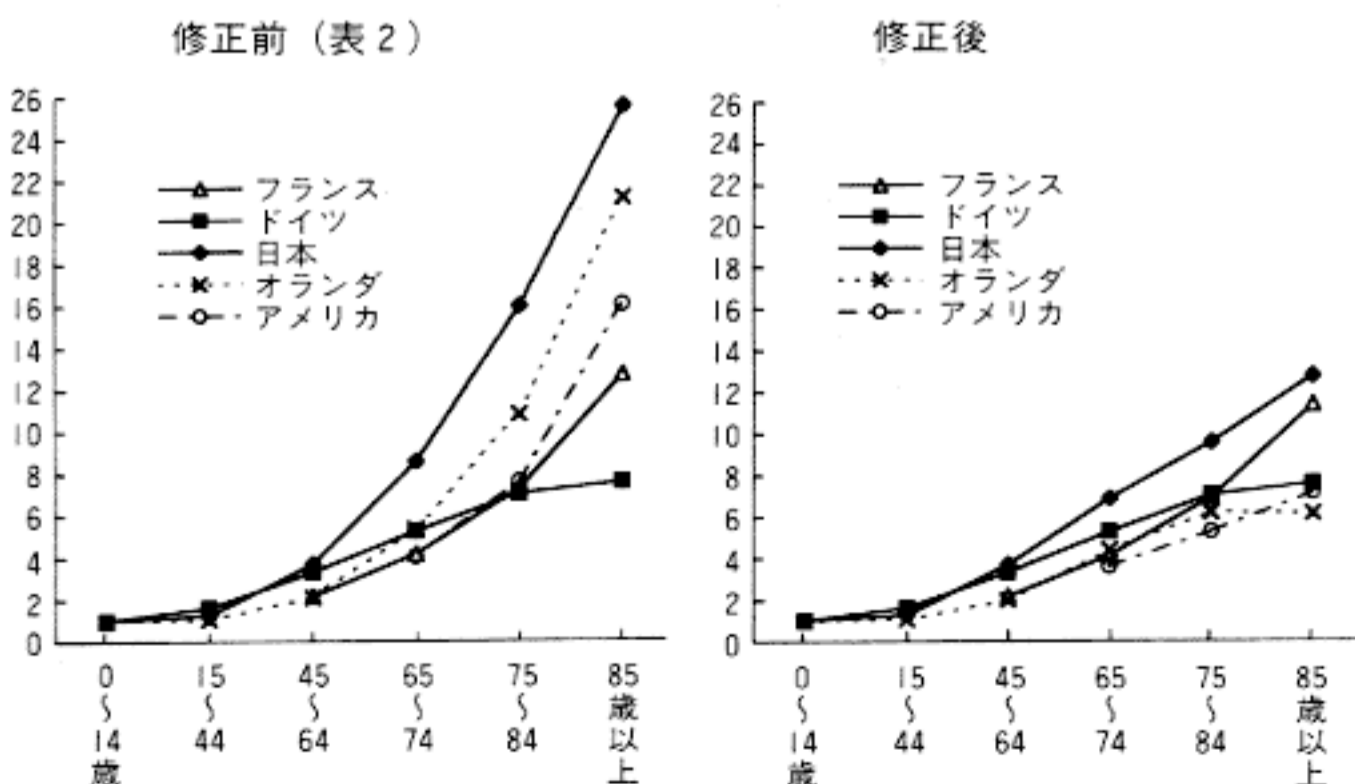 修正前（表2）
26
24
22
20
18
16
14
12
10
8
6
4
2
0
フランス
ドイツ
日本
オランダ
アメリカ
0〜14歳
15〜44
45〜64
65〜74
75〜84
85歳以上
修正後
26
24
22
20
18
16
14
12
10
8
6
4
2
0
フランス
ドイツ
日本
オランダ
アメリカ
0〜14歳
15〜44
45〜64
65〜74
75〜84
85歳以上